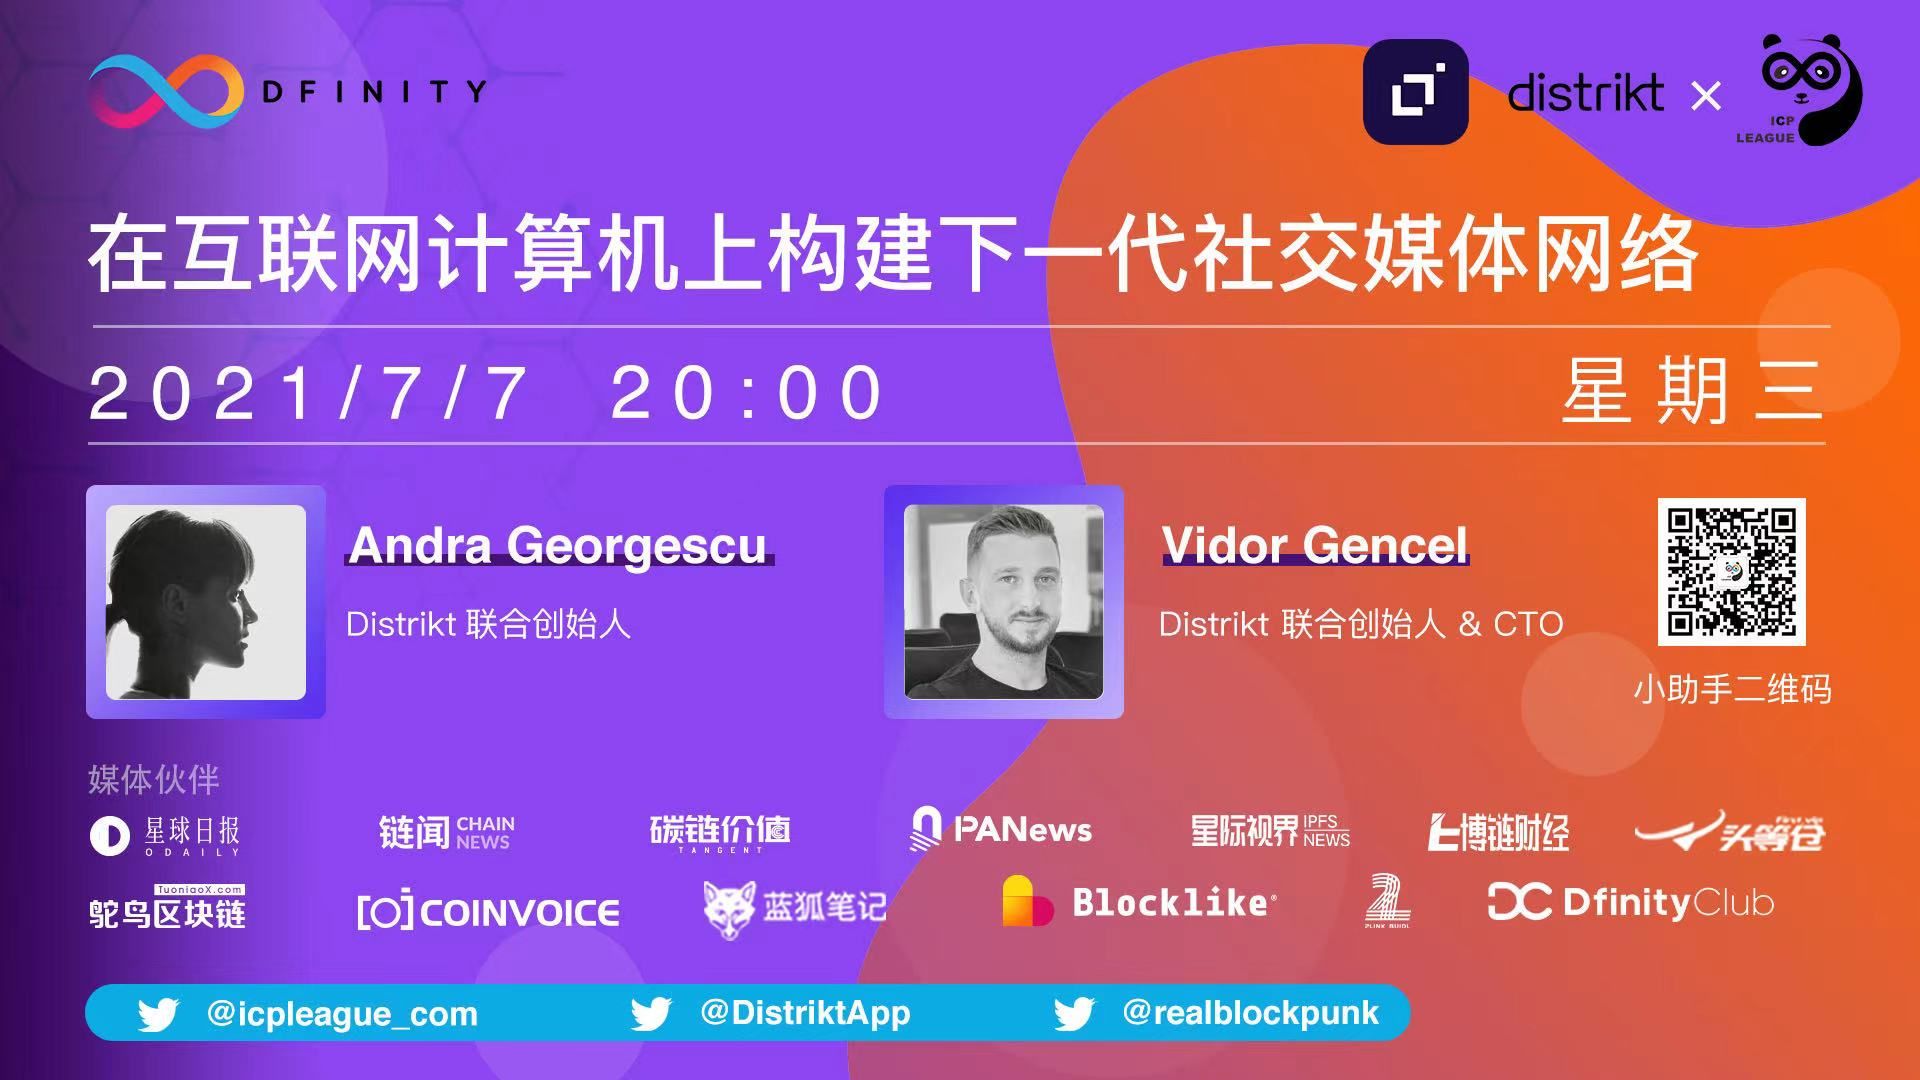 DFINITY
distrikt ×
ICP
LEAGUE
在互联网计算机上构建下一代社交媒体网络
2021/7/7 20:00 星期三
Andra Georgescu
Distrikt 联合创始人
Vidor Gencel
Distrikt 联合创始人 & CTO
小助手二维码
媒体伙伴
星球日报
ODAILY
链闻 CHAIN NEWS
碳链价值
TANGENT
PANews
星际视界 IPFS NEWS
博链财经
头等仓
TuoniaoX.com
鸵鸟区块链
COINVOICE
蓝狐笔记
Blocklike®
2LINK BUIDL
DfinityClub
@icpleague_com @DistriktApp @realblockpunk